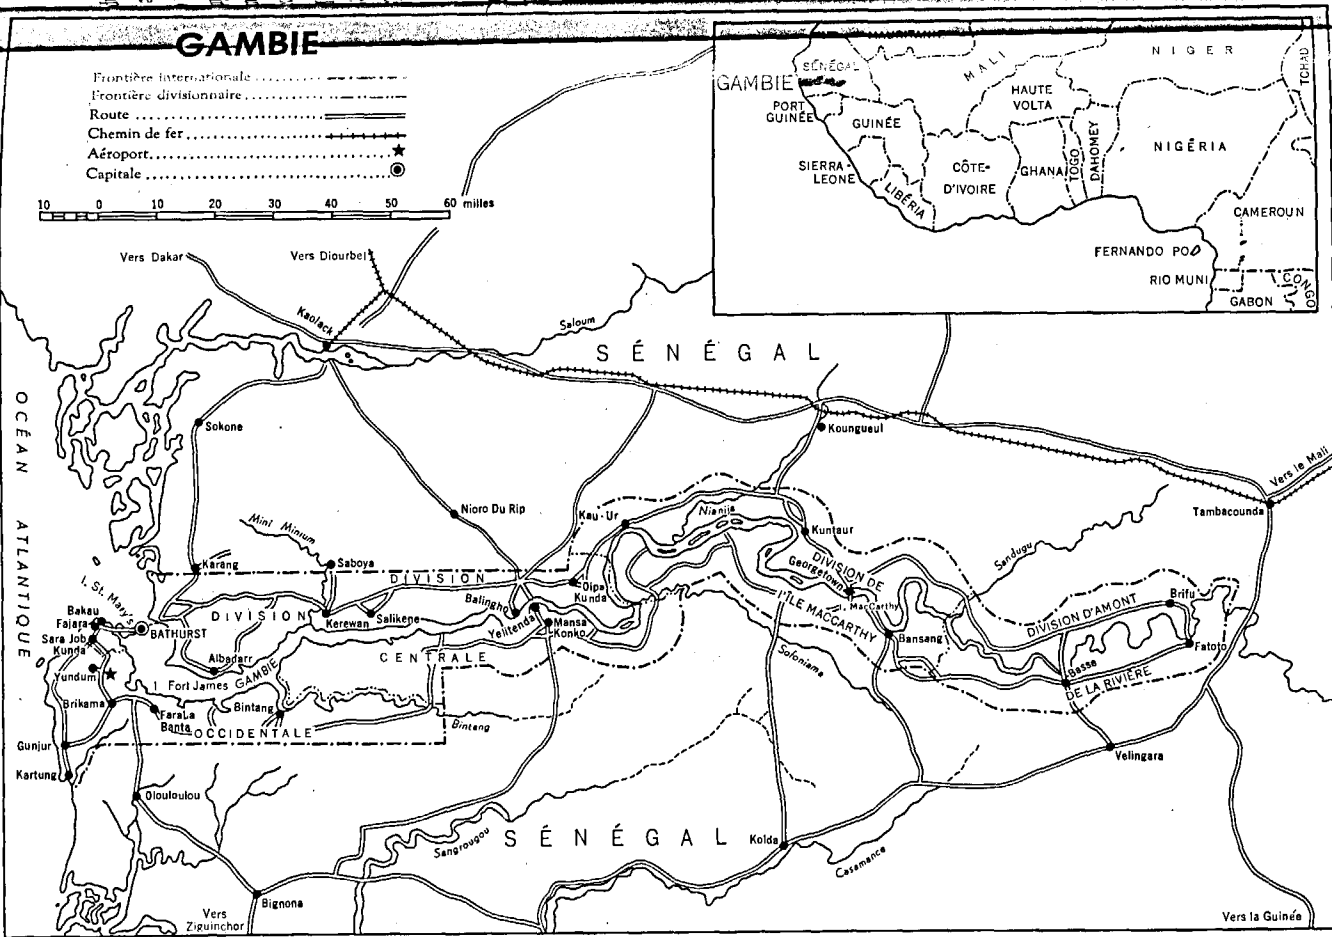 GAMBIE
Frontière internationale
Frontière divisionnaire
Route
Chemin de fer
Aéroport
Capitale
10 0 10 20 30 40 50 60 milles
SÉNÉGAL
MALI
NIGER
TCHAD
GAMBIE
HAUTE
VOLTA
PORT
GUINÉE
GUINÉE
SIERRA-
LEONE
LIBÉRIA
CÔTE-
D'IVOIRE
GHANA
TOGO
DAHOMEY
NIGÉRIA
CAMEROUN
FERNANDO PO
RIO MUNI
CONGO
GABON
Vers Dakar
Vers Diourbel
Kaolack
Saloum
SÉNÉGAL
OCÉAN ATLANTIQUE
Sokone
Koungueul
Vers le Mali
Tambacounda
Nioro Du Rip
Kau-Ur
Nianija
Kuntaur
Mini Minium
Sandugu
Karang
Saboya
DIVISION
Oipa
Kunda
DIVISION DE
Georgetown
I. MacCarthy
L'ILE MACCARTHY
I. St. Mary's
Bakau
Fajara
BATHURST
Sara Job
Kunda
DIVISION
Kerewan
Salikene
Balingho
Yelitenda
Mansa
Konko
Bansang
DIVISION D'AMONT
Brifu
Fatoto
Basse
DE LA RIVIÈRE
Yundum
Albadarr
CENTRALE
Soloniama
I Fort James
GAMBIE
Brikama
FaraLa
Banta
Bintang
Bintang
OCCIDENTALE
Gunjur
Kartung
Velingara
Olouloulou
Sangrougou
SÉNÉGAL
Kolda
Casamance
Bignona
Vers
Ziguinchor
Vers la Guinée